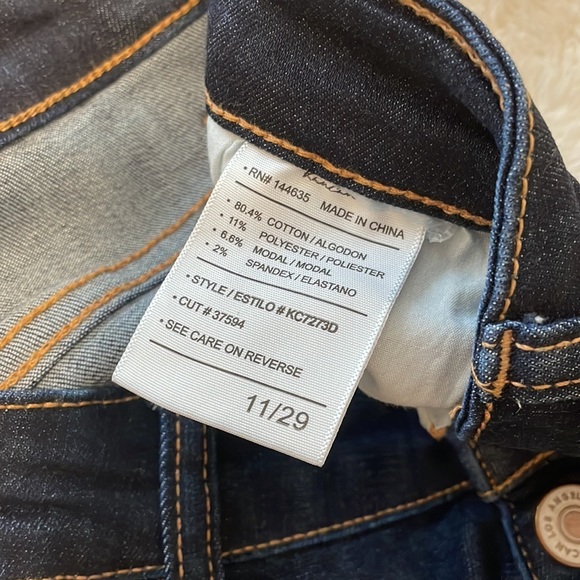 • RN# 144635 MADE IN CHINA
• 80.4% COTTON / ALGODON
• 11% POLYESTER / POLIESTER
• 6.6% MODAL / MODAL
• 2% SPANDEX / ELASTANO
• STYLE / ESTILO # KC7273D
• CUT # 37594
• SEE CARE ON REVERSE
11/29